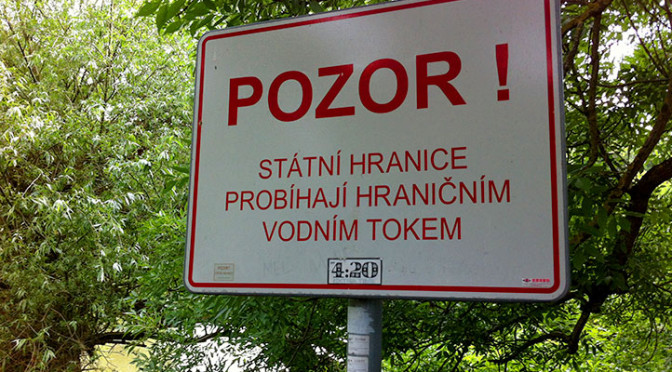 POZOR !
STÁTNÍ HRANICE
PROBÍHAJÍ HRANIČNÍM
VODNÍM TOKEM
4:20